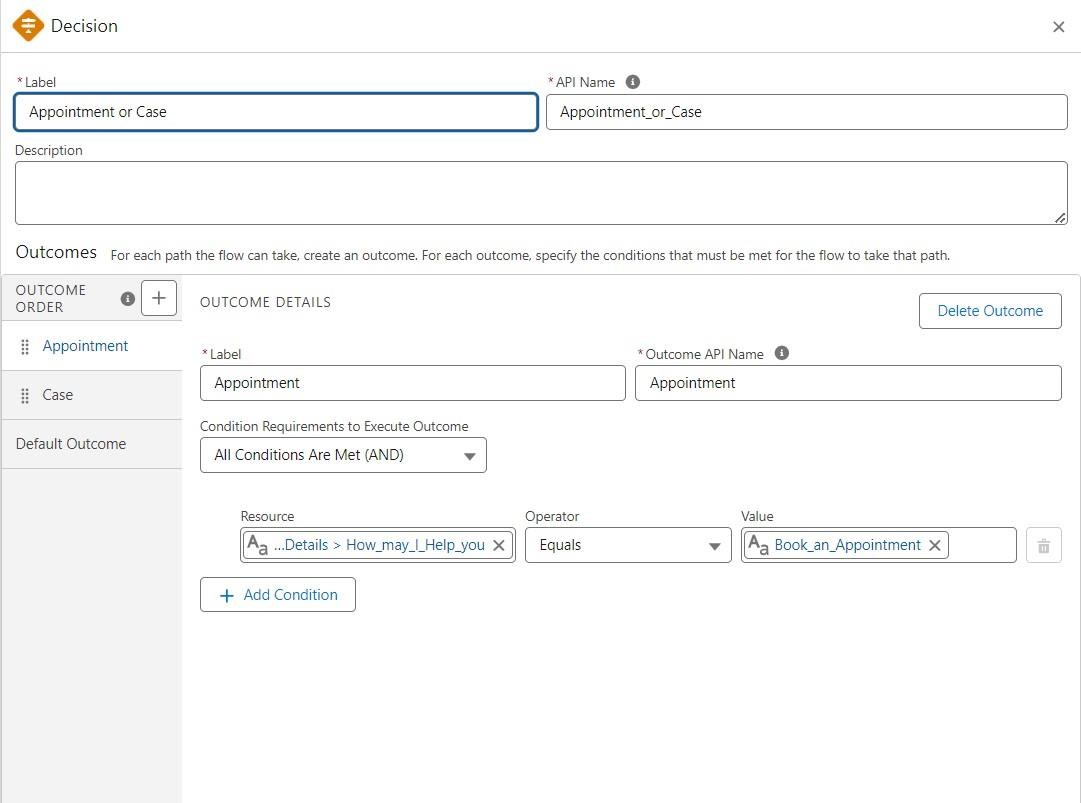 Decision
* Label
* API Name
Appointment or Case
Appointment_or_Case
Description
Outcomes For each path the flow can take, create an outcome. For each outcome, specify the conditions that must be met for the flow to take that path.
OUTCOME
ORDER
Appointment
Case
Default Outcome
OUTCOME DETAILS
Delete Outcome
* Label
* Outcome API Name
Appointment
Appointment
Condition Requirements to Execute Outcome
All Conditions Are Met (AND)
Resource
Operator
Value
Aa ...Details > How_may_I_Help_you
Equals
Aa Book_an_Appointment
+ Add Condition